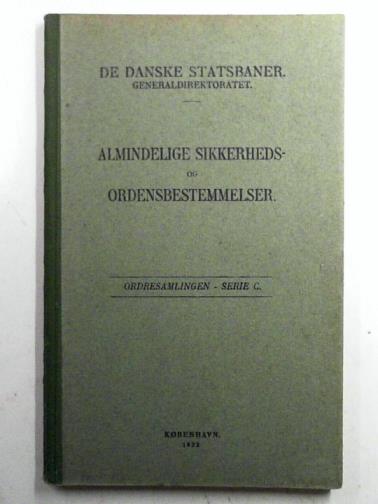 DE DANSKE STATSBANER.
GENERALDIREKTORATET.
ALMINDELIGE SIKKERHEDS-
OG
ORDENSBESTEMMELSER.
ORDRESAMLINGEN - SERIE C.
KØBENHAVN.